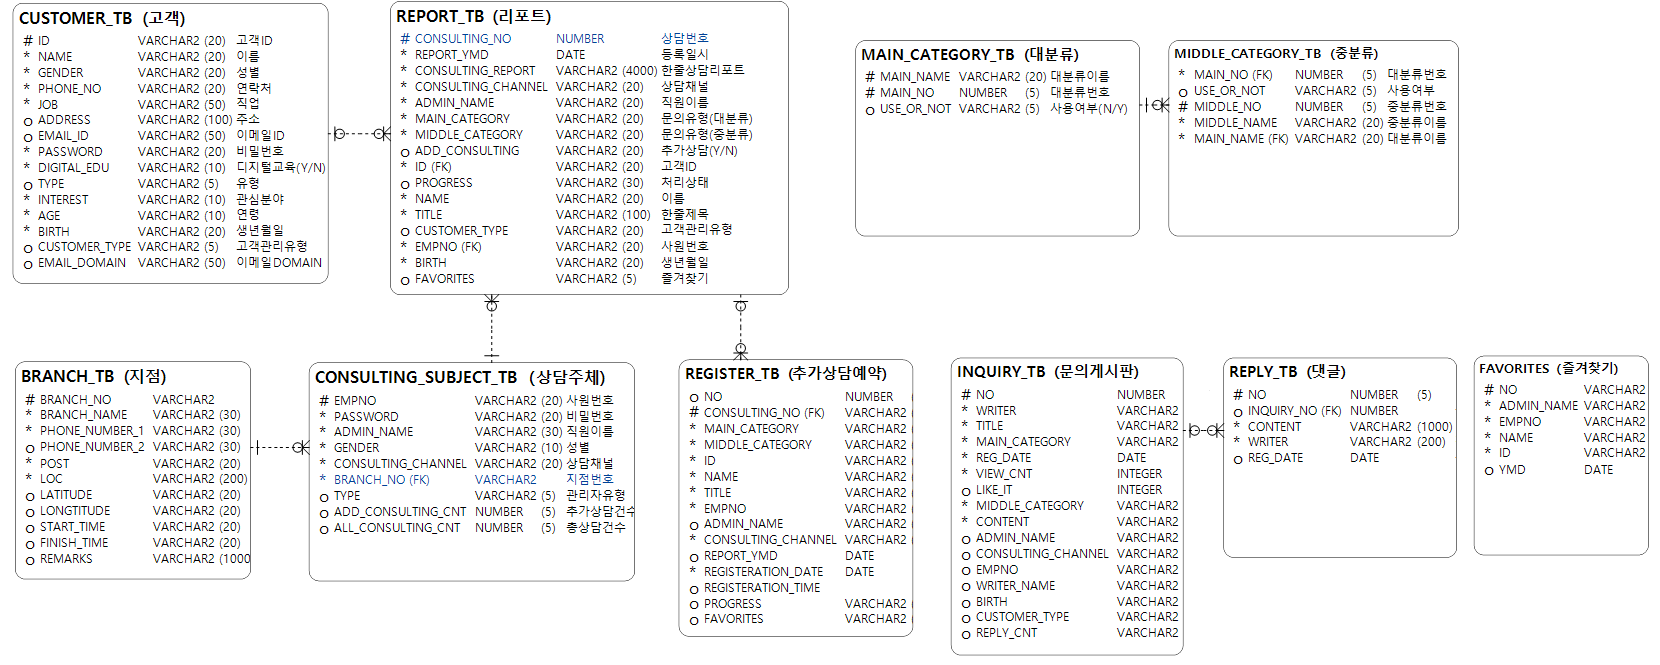 CUSTOMER_TB (고객)
# ID VARCHAR2 (20) 고객ID
* NAME VARCHAR2 (20) 이름
* GENDER VARCHAR2 (20) 성별
* PHONE_NO VARCHAR2 (20) 연락처
* JOB VARCHAR2 (50) 직업
o ADDRESS VARCHAR2 (100) 주소
o EMAIL_ID VARCHAR2 (50) 이메일ID
* PASSWORD VARCHAR2 (20) 비밀번호
* DIGITAL_EDU VARCHAR2 (10) 디지털교육(Y/N)
o TYPE VARCHAR2 (5) 유형
* INTEREST VARCHAR2 (10) 관심분야
* AGE VARCHAR2 (10) 연령
* BIRTH VARCHAR2 (20) 생년월일
o CUSTOMER_TYPE VARCHAR2 (5) 고객관리유형
o EMAIL_DOMAIN VARCHAR2 (50) 이메일DOMAIN
REPORT_TB (리포트)
# CONSULTING_NO NUMBER 상담번호
* REPORT_YMD DATE 등록일시
* CONSULTING_REPORT VARCHAR2 (4000) 한줄상담리포트
* CONSULTING_CHANNEL VARCHAR2 (20) 상담채널
* ADMIN_NAME VARCHAR2 (20) 직원이름
* MAIN_CATEGORY VARCHAR2 (20) 문의유형(대분류)
* MIDDLE_CATEGORY VARCHAR2 (20) 문의유형(중분류)
o ADD_CONSULTING VARCHAR2 (20) 추가상담(Y/N)
* ID (FK) VARCHAR2 (20) 고객ID
o PROGRESS VARCHAR2 (30) 처리상태
* NAME VARCHAR2 (20) 이름
* TITLE VARCHAR2 (100) 한줄제목
o CUSTOMER_TYPE VARCHAR2 (20) 고객관리유형
* EMPNO (FK) VARCHAR2 (20) 사원번호
* BIRTH VARCHAR2 (20) 생년월일
o FAVORITES VARCHAR2 (5) 즐겨찾기
MAIN_CATEGORY_TB (대분류)
# MAIN_NAME VARCHAR2 (20) 대분류이름
# MAIN_NO NUMBER (5) 대분류번호
o USE_OR_NOT VARCHAR2 (5) 사용여부(N/Y)
MIDDLE_CATEGORY_TB (중분류)
* MAIN_NO (FK) NUMBER (5) 대분류번호
o USE_OR_NOT VARCHAR2 (5) 사용여부
# MIDDLE_NO NUMBER (5) 중분류번호
* MIDDLE_NAME VARCHAR2 (20) 중분류이름
* MAIN_NAME (FK) VARCHAR2 (20) 대분류이름
BRANCH_TB (지점)
# BRANCH_NO VARCHAR2
* BRANCH_NAME VARCHAR2 (30)
* PHONE_NUMBER_1 VARCHAR2 (30)
o PHONE_NUMBER_2 VARCHAR2 (30)
* POST VARCHAR2 (20)
* LOC VARCHAR2 (200)
o LATITUDE VARCHAR2 (20)
o LONGTITUDE VARCHAR2 (20)
o START_TIME VARCHAR2 (20)
o FINISH_TIME VARCHAR2 (20)
o REMARKS VARCHAR2 (1000
CONSULTING_SUBJECT_TB (상담주체)
# EMPNO VARCHAR2 (20) 사원번호
* PASSWORD VARCHAR2 (20) 비밀번호
* ADMIN_NAME VARCHAR2 (30) 직원이름
* GENDER VARCHAR2 (10) 성별
* CONSULTING_CHANNEL VARCHAR2 (20) 상담채널
* BRANCH_NO (FK) VARCHAR2 지점번호
o TYPE VARCHAR2 (5) 관리자유형
o ADD_CONSULTING_CNT NUMBER (5) 추가상담건수
o ALL_CONSULTING_CNT NUMBER (5) 총상담건수
REGISTER_TB (추가상담예약)
o NO NUMBER (
# CONSULTING_NO (FK) VARCHAR2 (
* MAIN_CATEGORY VARCHAR2 (
* MIDDLE_CATEGORY VARCHAR2 (
* ID VARCHAR2 (
* NAME VARCHAR2 (
* TITLE VARCHAR2 (
* EMPNO VARCHAR2 (
o ADMIN_NAME VARCHAR2 (
* CONSULTING_CHANNEL VARCHAR2 (
o REPORT_YMD DATE
* REGISTERATION_DATE DATE
o REGISTERATION_TIME
o PROGRESS VARCHAR2 (
o FAVORITES VARCHAR2 (
INQUIRY_TB (문의게시판)
# NO NUMBER
* WRITER VARCHAR2
* TITLE VARCHAR2
* MAIN_CATEGORY VARCHAR2
* REG_DATE DATE
* VIEW_CNT INTEGER
o LIKE_IT INTEGER
* MIDDLE_CATEGORY VARCHAR2
* CONTENT VARCHAR2
o ADMIN_NAME VARCHAR2
o CONSULTING_CHANNEL VARCHAR2
o EMPNO VARCHAR2
o WRITER_NAME VARCHAR2
o BIRTH VARCHAR2
o CUSTOMER_TYPE VARCHAR2
o REPLY_CNT VARCHAR2
REPLY_TB (댓글)
# NO NUMBER (5)
o INQUIRY_NO (FK) NUMBER
* CONTENT VARCHAR2 (1000)
* WRITER VARCHAR2 (200)
o REG_DATE DATE
FAVORITES (즐겨찾기)
# NO VARCHAR2
* ADMIN_NAME VARCHAR2
* EMPNO VARCHAR2
* NAME VARCHAR2
* ID VARCHAR2
o YMD DATE